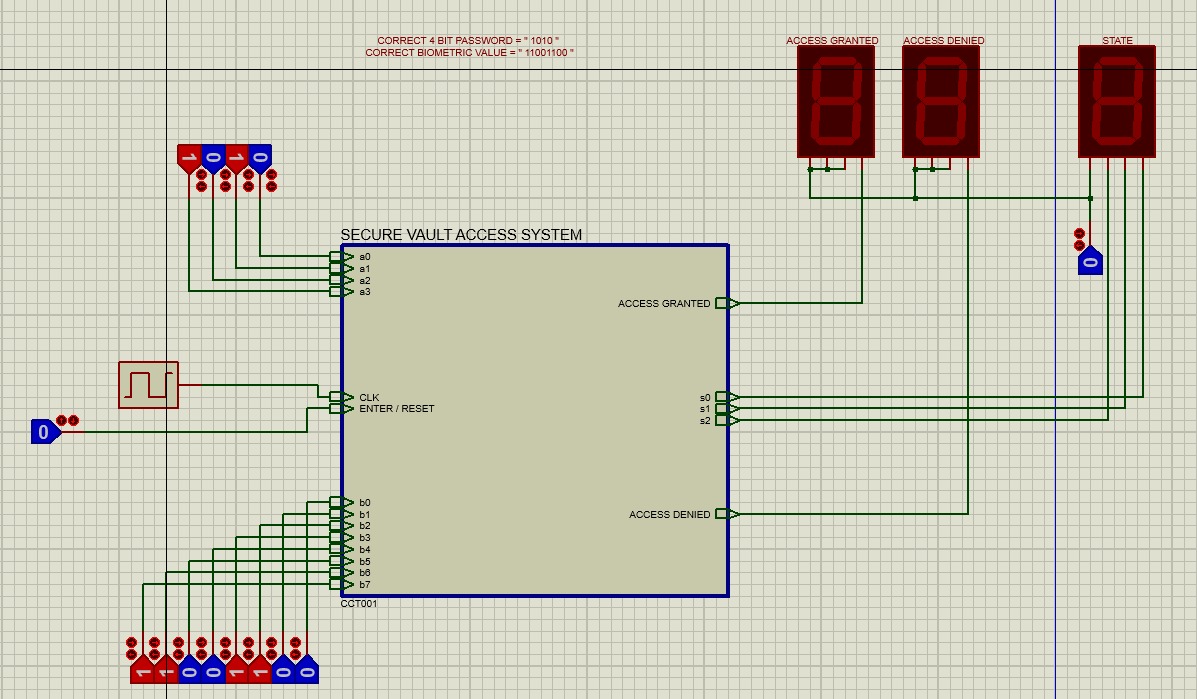 CORRECT 4 BIT PASSWORD = " 1010 "
CORRECT BIOMETRIC VALUE = " 11001100 "
ACCESS GRANTED
ACCESS DENIED
STATE
1 0 1 0
SECURE VAULT ACCESS SYSTEM
a0
a1
a2
a3
0
ACCESS GRANTED
CLK
ENTER / RESET
s0
s1
s2
0
b0
b1
b2
b3
b4
b5
b6
b7
ACCESS DENIED
CCT001
1 1 0 0 1 1 0 0